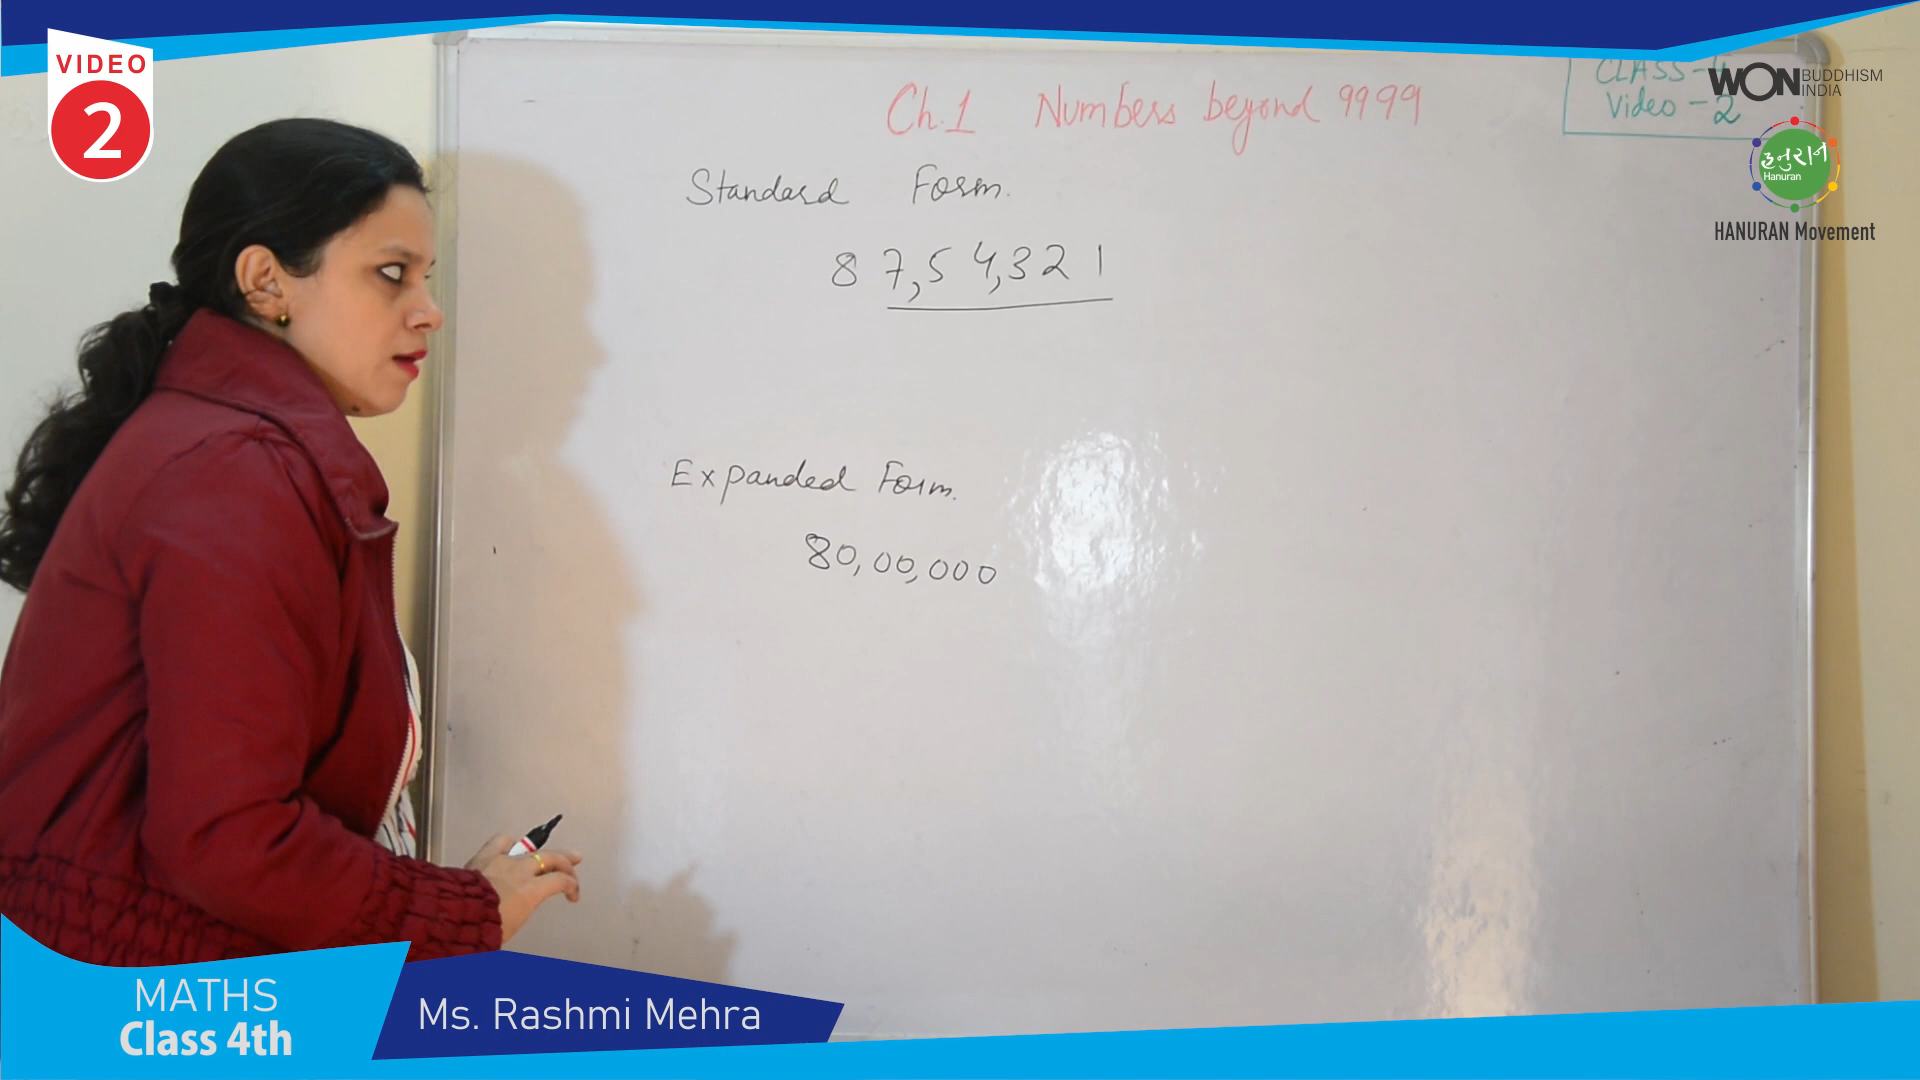 VIDEO
2
CLASS-4
Video - 2
WON BUDDHISM INDIA
हनुरान
Hanuran
HANURAN Movement
Ch.1 Numbers beyond 9999
Standard Form.
87,54,321
Expanded Form.
80,00,000
MATHS
Class 4th
Ms. Rashmi Mehra